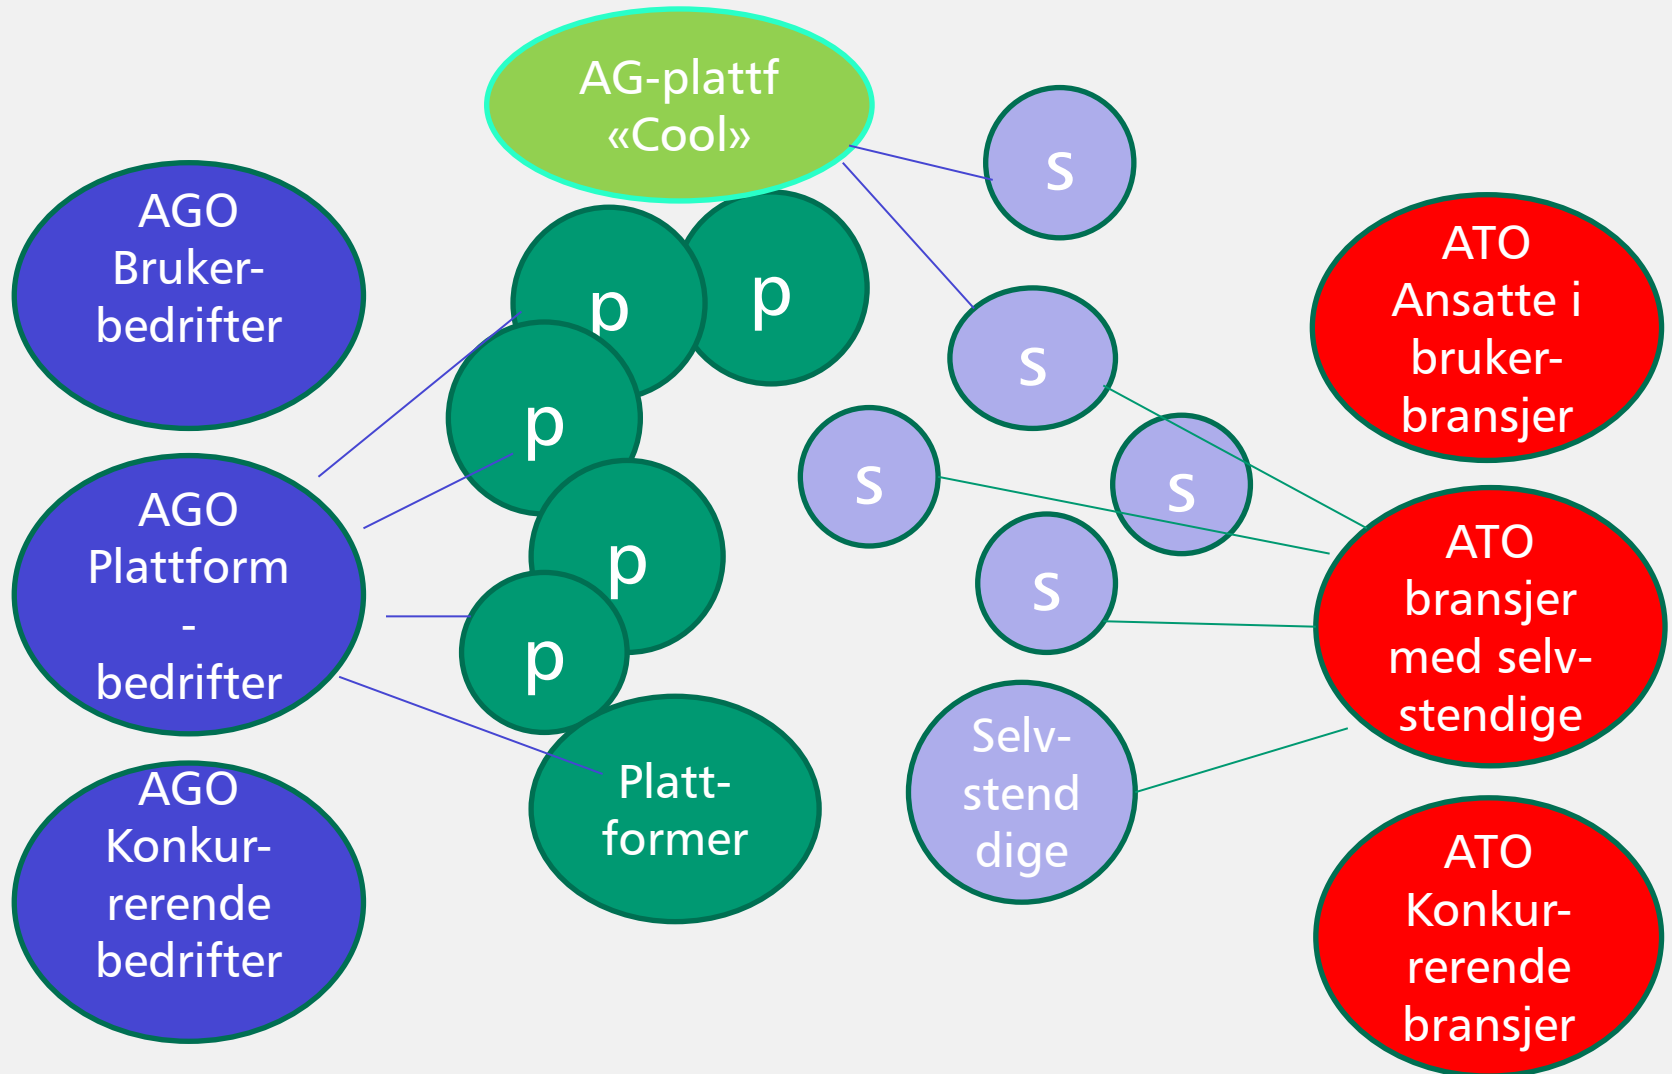 AG-plattf
«Cool»
AGO
Bruker-
bedrifter
AGO
Plattform
-
bedrifter
AGO
Konkur-
rerende
bedrifter
p
p
p
p
p
Platt-
former
s
s
s
s
s
Selv-
stend
dige
ATO
Ansatte i
bruker-
bransjer
ATO
bransjer
med selv-
stendige
ATO
Konkur-
rerende
bransjer